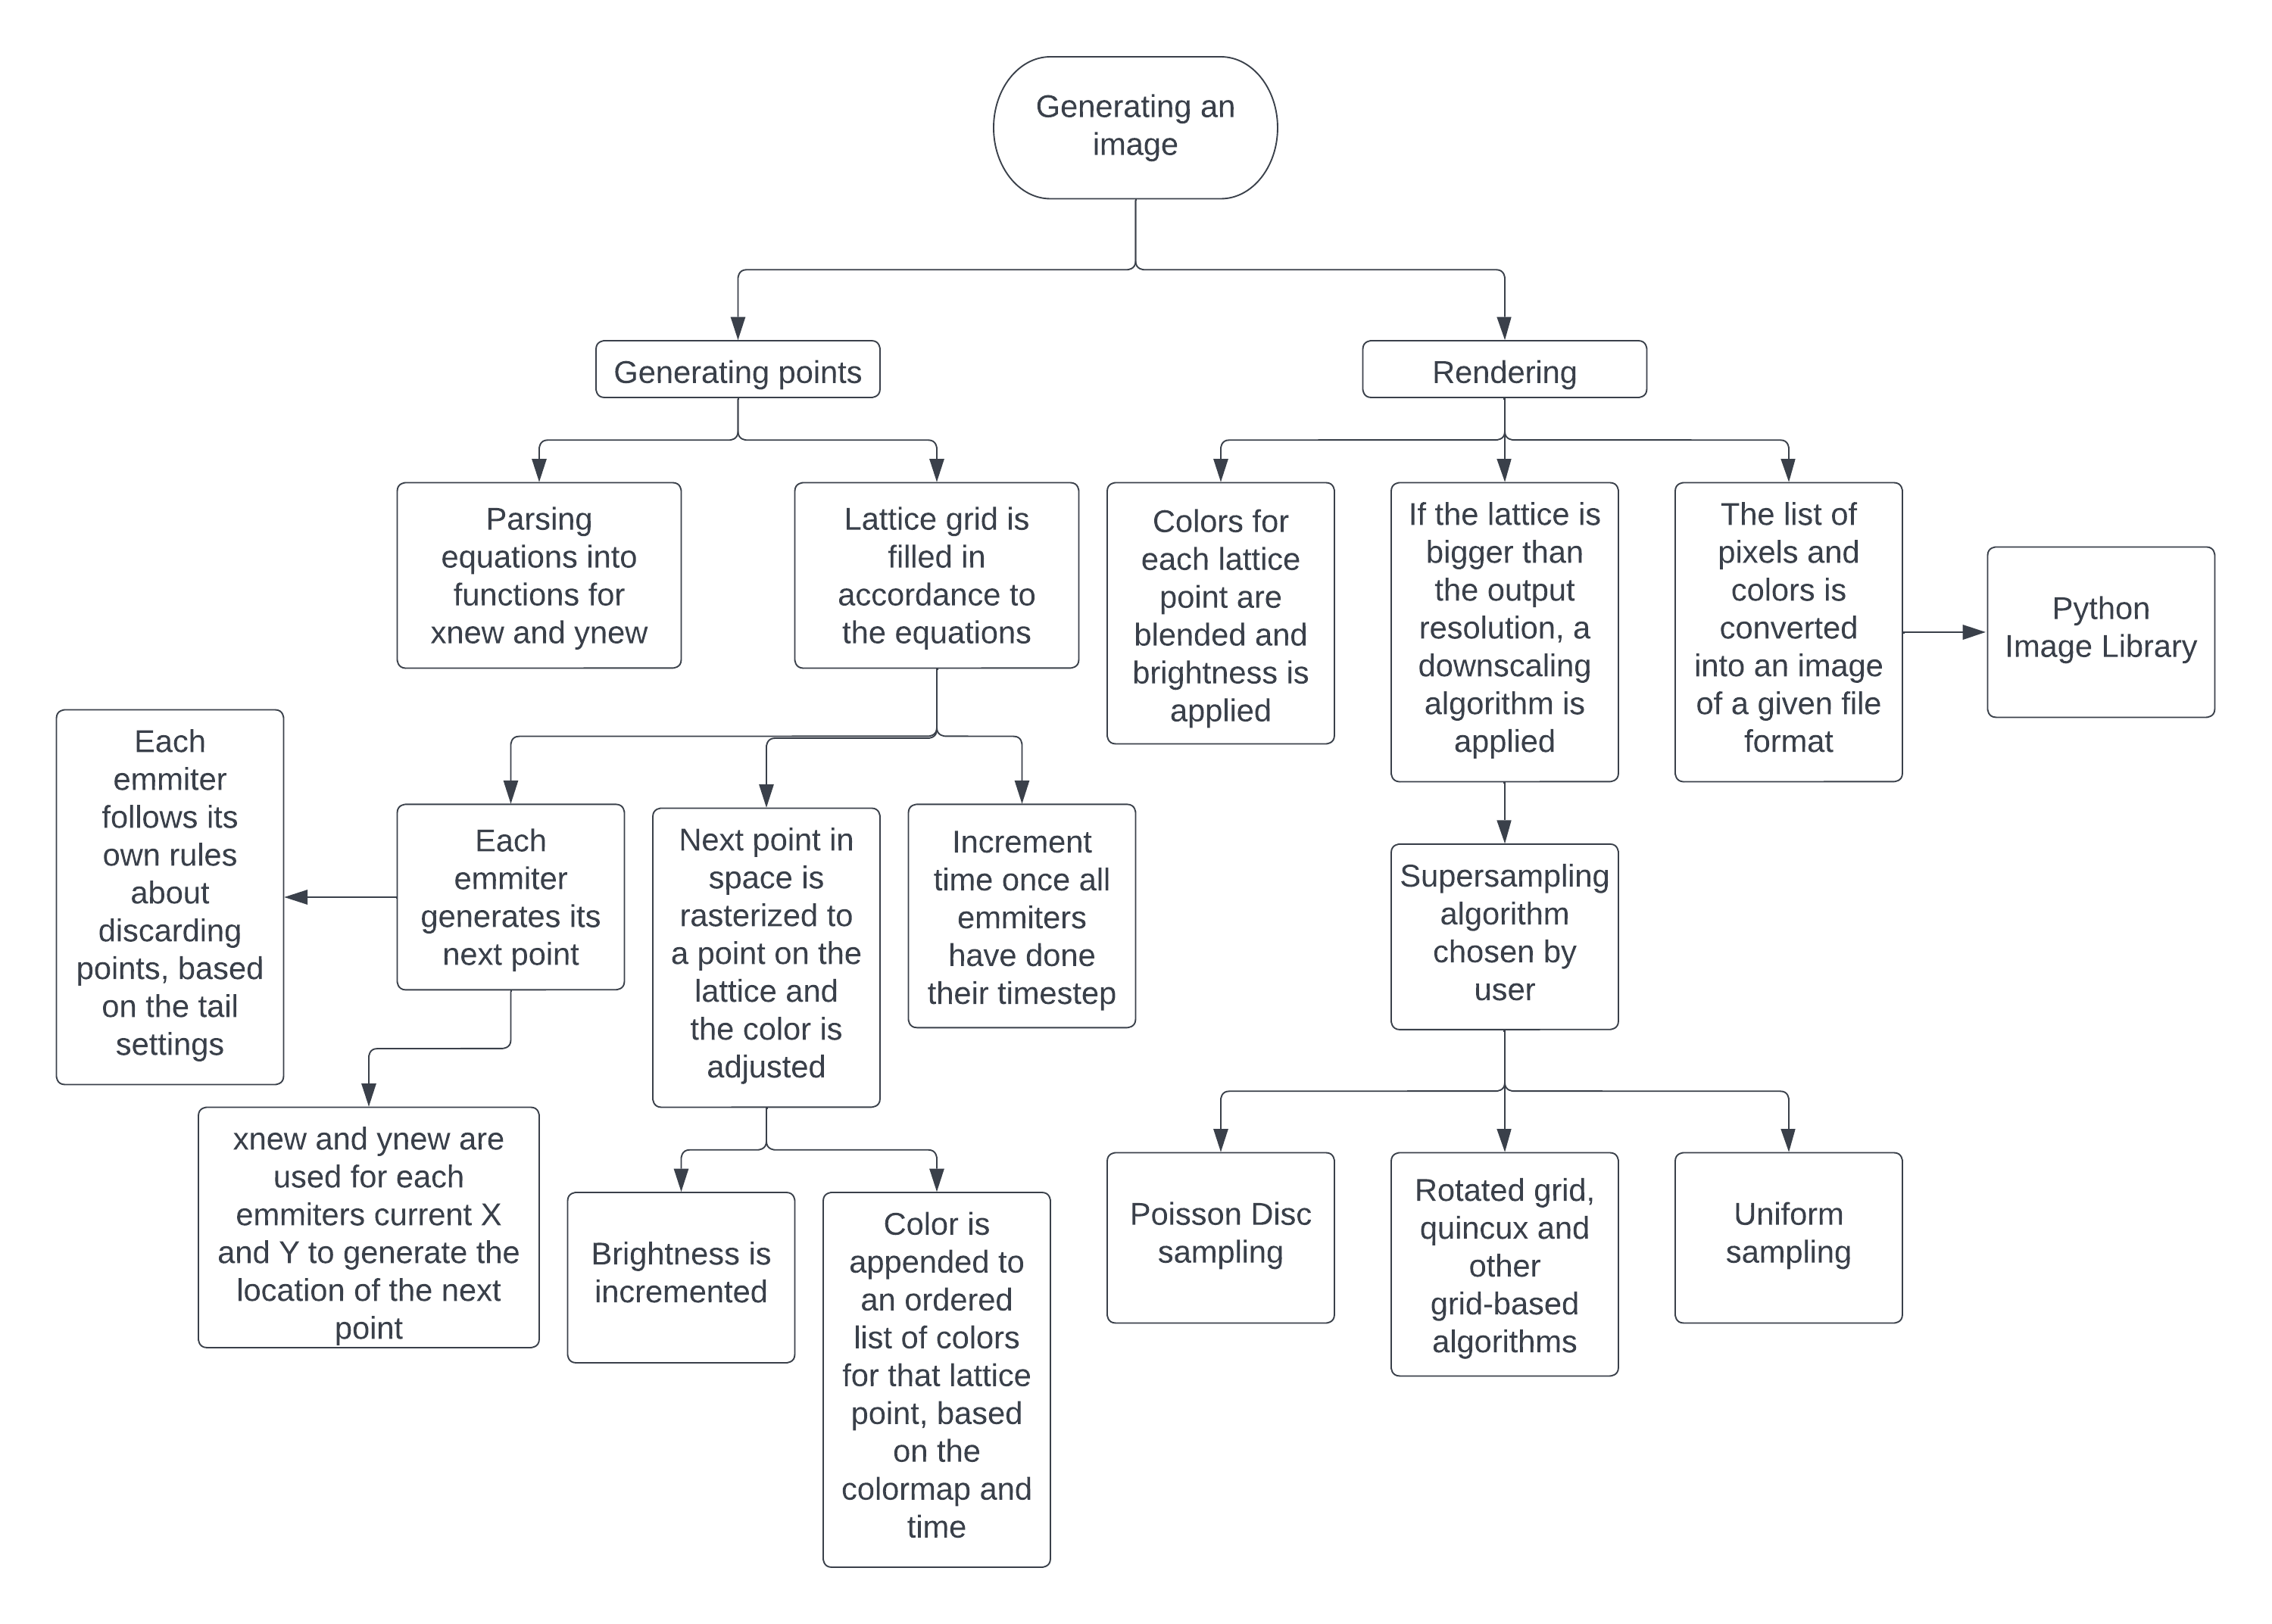 Generating an
image
Generating points
Rendering
Parsing
equations into
functions for
xnew and ynew
Lattice grid is
filled in
accordance to
the equations
Colors for
each lattice
point are
blended and
brightness is
applied
If the lattice is
bigger than
the output
resolution, a
downscaling
algorithm is
applied
The list of
pixels and
colors is
converted
into an image
of a given file
format
Python
Image Library
Each
emmiter
follows its
own rules
about
discarding
points, based
on the tail
settings
Each
emmiter
generates its
next point
Next point in
space is
rasterized to
a point on the
lattice and
the color is
adjusted
Increment
time once all
emmiters
have done
their timestep
Supersampling
algorithm
chosen by
user
xnew and ynew are
used for each
emmiters current X
and Y to generate the
location of the next
point
Brightness is
incremented
Color is
appended to
an ordered
list of colors
for that lattice
point, based
on the
colormap and
time
Poisson Disc
sampling
Rotated grid,
quincux and
other
grid-based
algorithms
Uniform
sampling